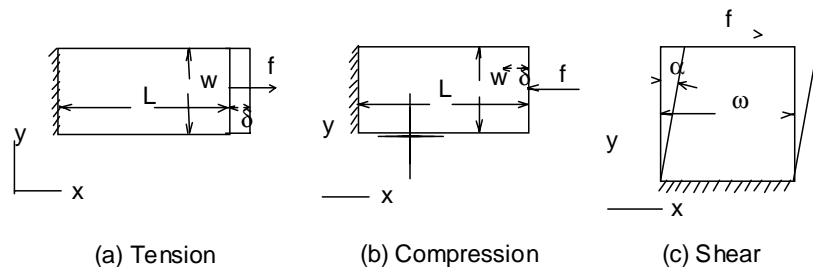 f
w
f
w
δ
f
α
L
δ
L
ω
y
y
y
x
x
x
(a) Tension
(b) Compression
(c) Shear